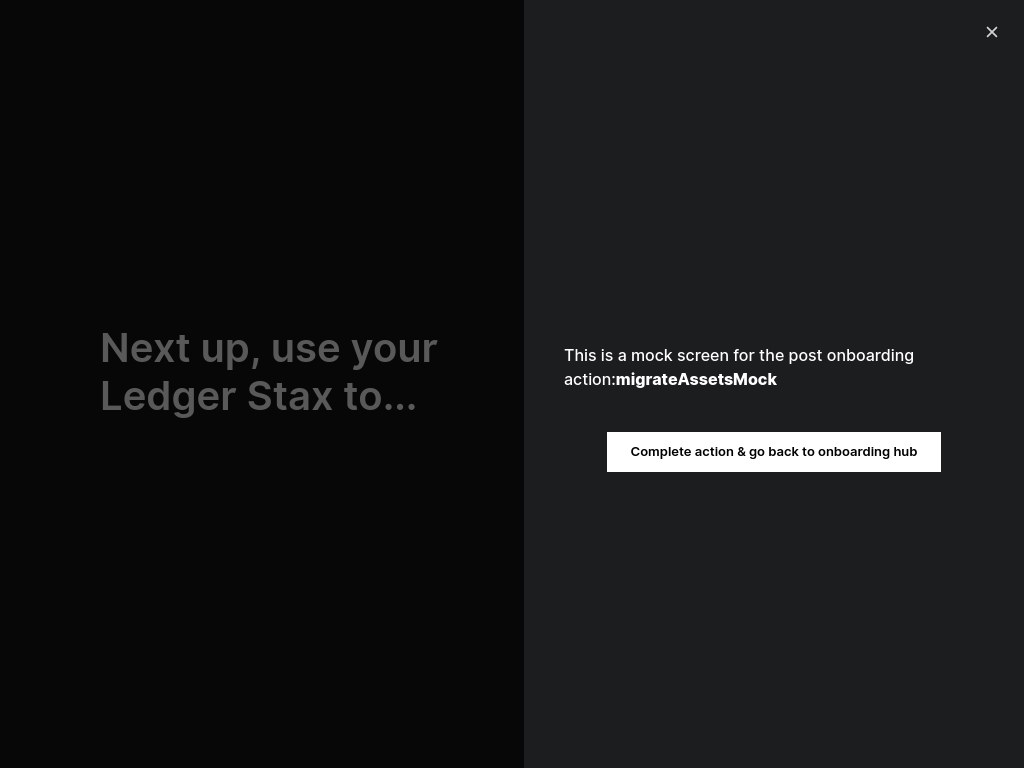 Next up, use your
Ledger Stax to...
This is a mock screen for the post onboarding
action:migrateAssetsMock
Complete action & go back to onboarding hub